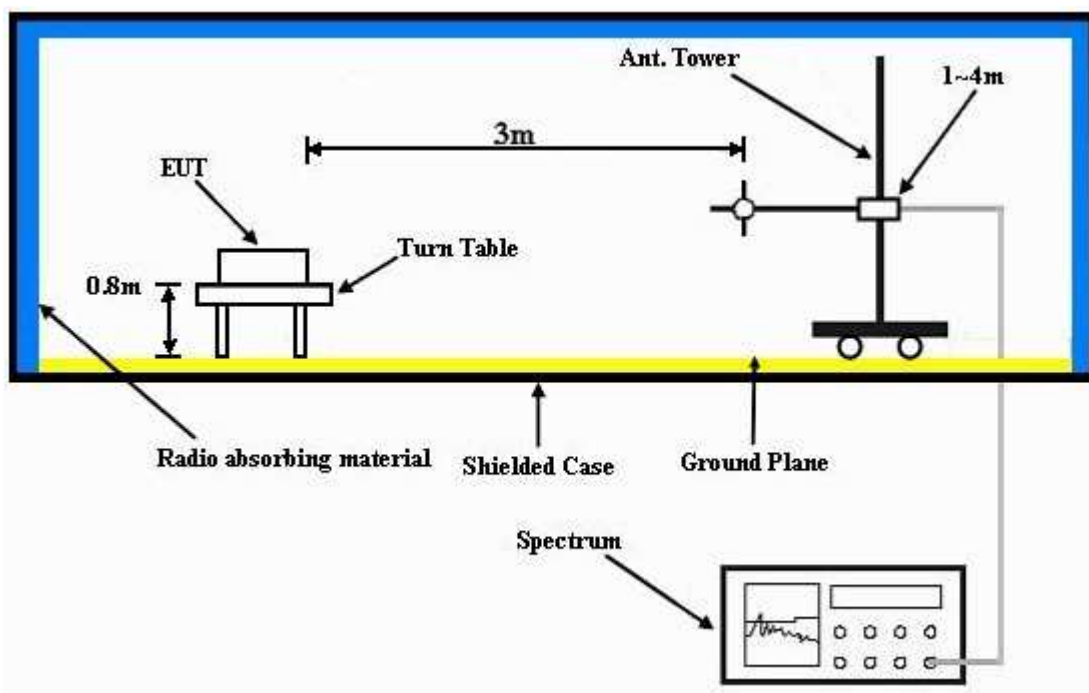 Ant. Tower
1~4m
3m
EUT
Turn Table
0.8m
Radio absorbing material
Shielded Case
Ground Plane
Spectrum